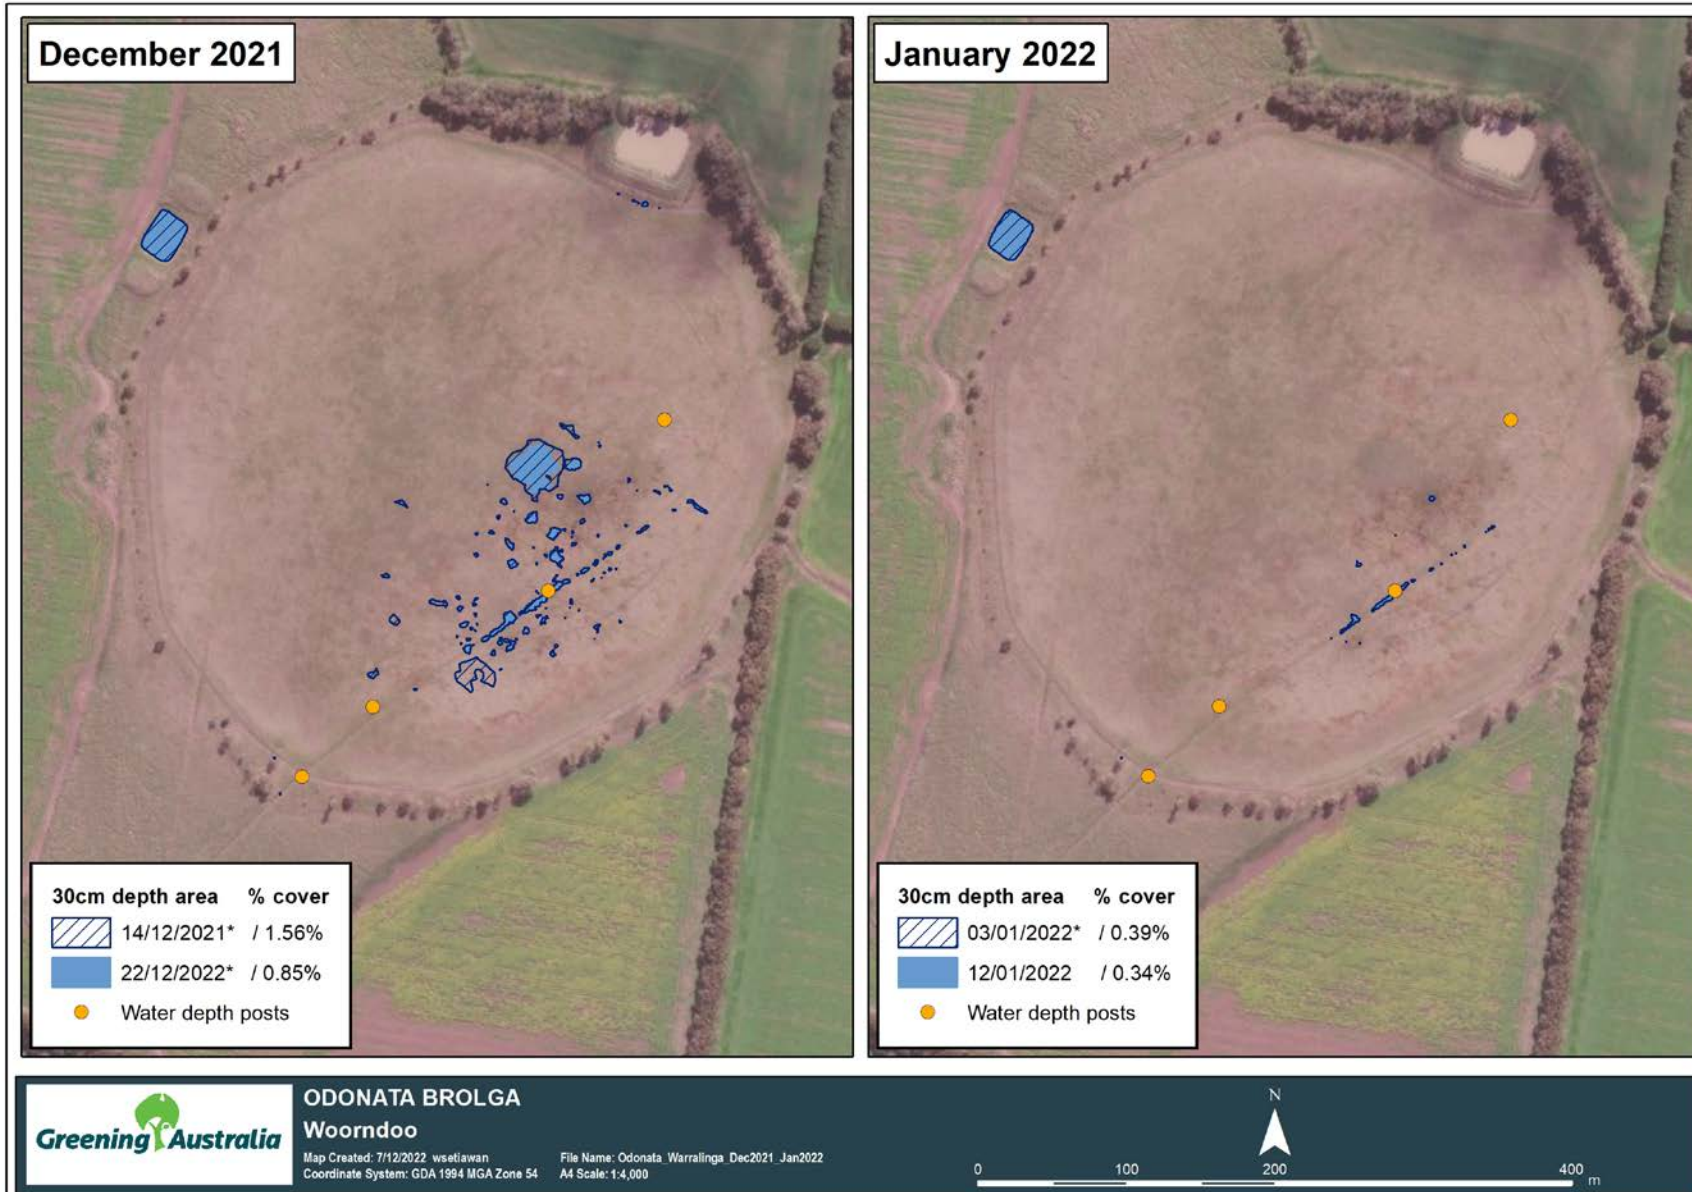 December 2021
30cm depth area % cover
14/12/2021* / 1.56%
22/12/2022* / 0.85%
Water depth posts
January 2022
30cm depth area % cover
03/01/2022* / 0.39%
12/01/2022 / 0.34%
Water depth posts
Greening Australia
ODONATA BROLGA
Woorndoo
Map Created: 7/12/2022 wsetiawan File Name: Odonata_Warralinga_Dec2021_Jan2022
Coordinate System: GDA 1994 MGA Zone 54 A4 Scale: 1:4,000
N
0 100 200 400
m